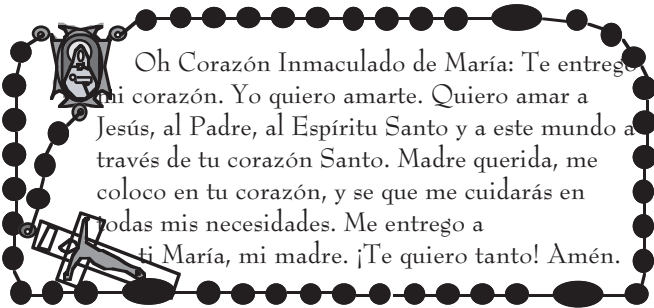 Oh Corazón Inmaculado de María: Te entrego
mi corazón. Yo quiero amarte. Quiero amar a
Jesús, al Padre, al Espíritu Santo y a este mundo a
través de tu corazón Santo. Madre querida, me
coloco en tu corazón, y se que me cuidarás en
todas mis necesidades. Me entrego a
ti María, mi madre. ¡Te quiero tanto! Amén.